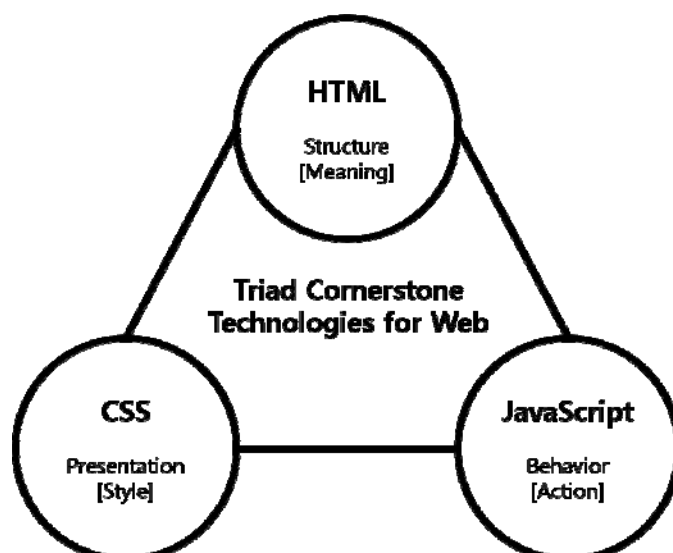 HTML
Structure
[Meaning]
Triad Cornerstone
Technologies for Web
CSS
Presentation
[Style]
JavaScript
Behavior
[Action]